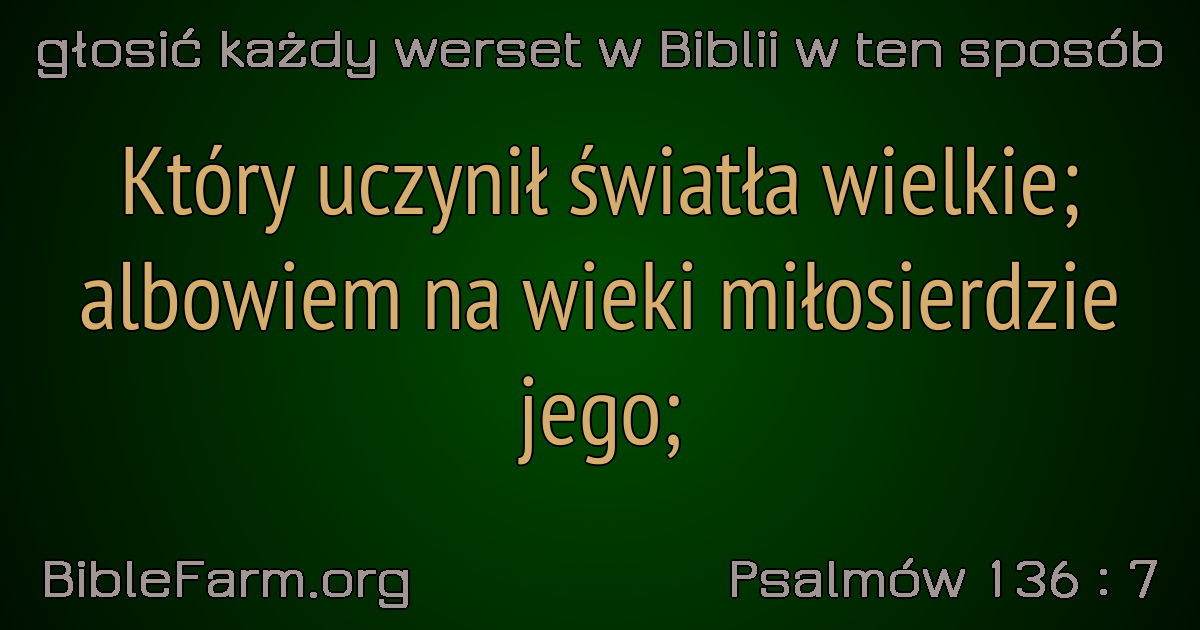 głosić każdy werset w Biblii w ten sposób
Który uczynił światła wielkie;
albowiem na wieki miłosierdzie
jego;
BibleFarm.org
Psalmów 136 : 7